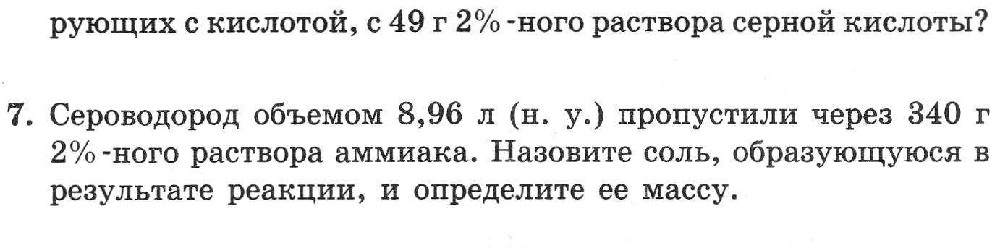 рующих с кислотой, с 49 г 2% -ного раствора серной кислоты?
7. Сероводород объемом 8,96 л (н. у.) пропустили через 340 г
2% -ного раствора аммиака. Назовите соль, образующуюся в
результате реакции, и определите ее массу.